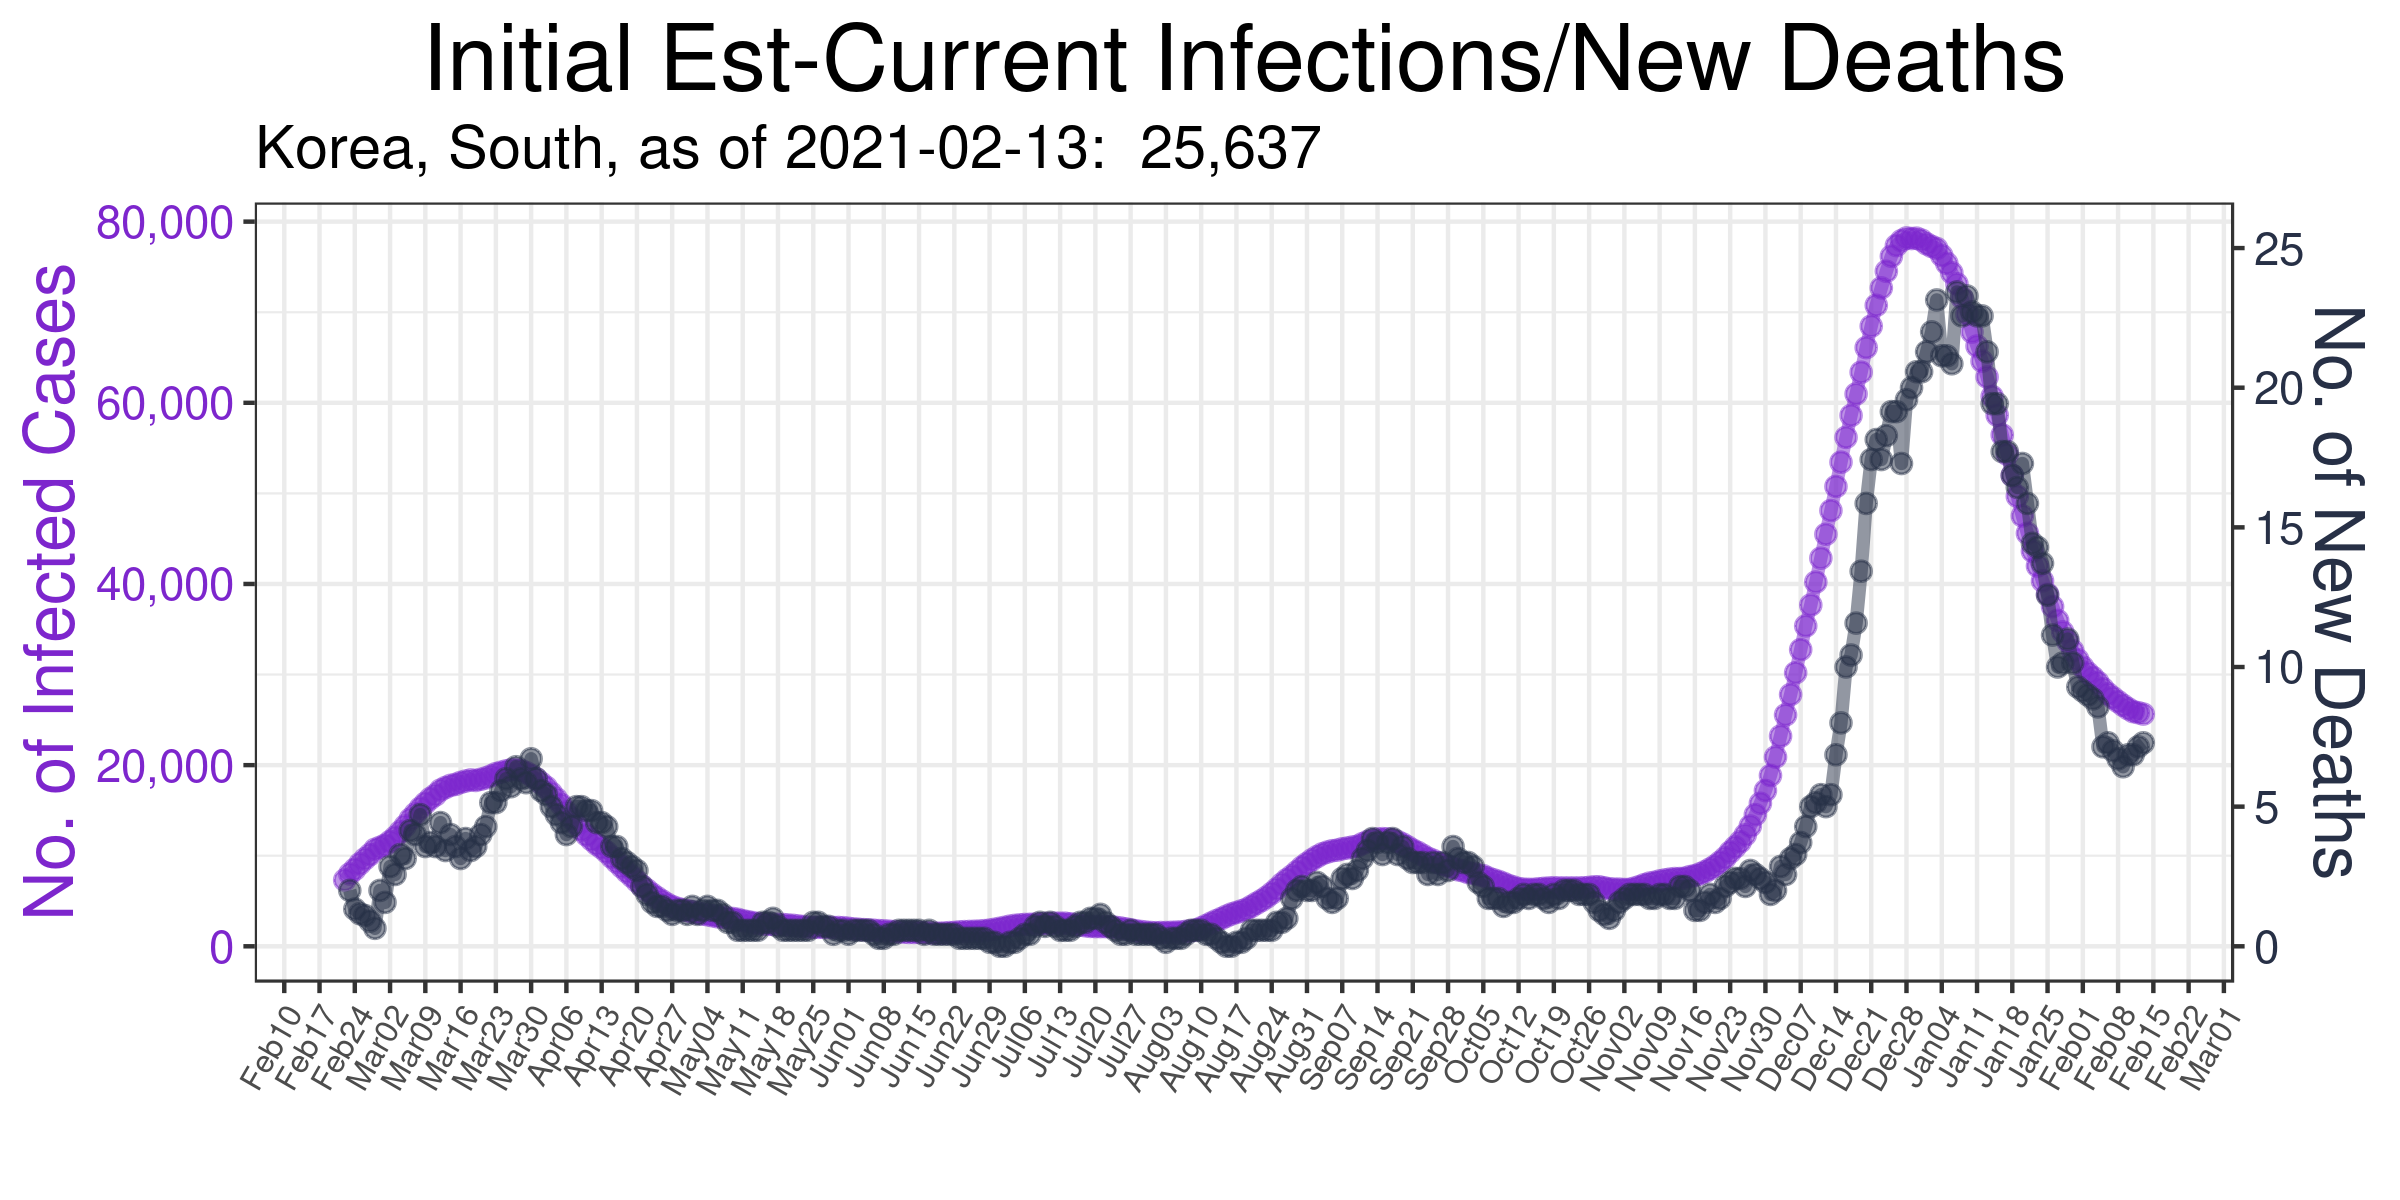 Initial Est-Current Infections/New Deaths
Korea, South, as of 2021-02-13:  25,637
No. of Infected Cases
80,000
60,000
40,000
20,000
0
25
20
15
10
5
0
No. of New Deaths
Feb10
Feb17
Feb24
Mar02
Mar09
Mar16
Mar23
Mar30
Apr06
Apr13
Apr20
Apr27
May04
May11
May18
May25
Jun01
Jun08
Jun15
Jun22
Jun29
Jul06
Jul13
Jul20
Jul27
Aug03
Aug10
Aug17
Aug24
Aug31
Sep07
Sep14
Sep21
Sep28
Oct05
Oct12
Oct19
Oct26
Nov02
Nov09
Nov16
Nov23
Nov30
Dec07
Dec14
Dec21
Dec28
Jan04
Jan11
Jan18
Jan25
Feb01
Feb08
Feb15
Feb22
Mar01